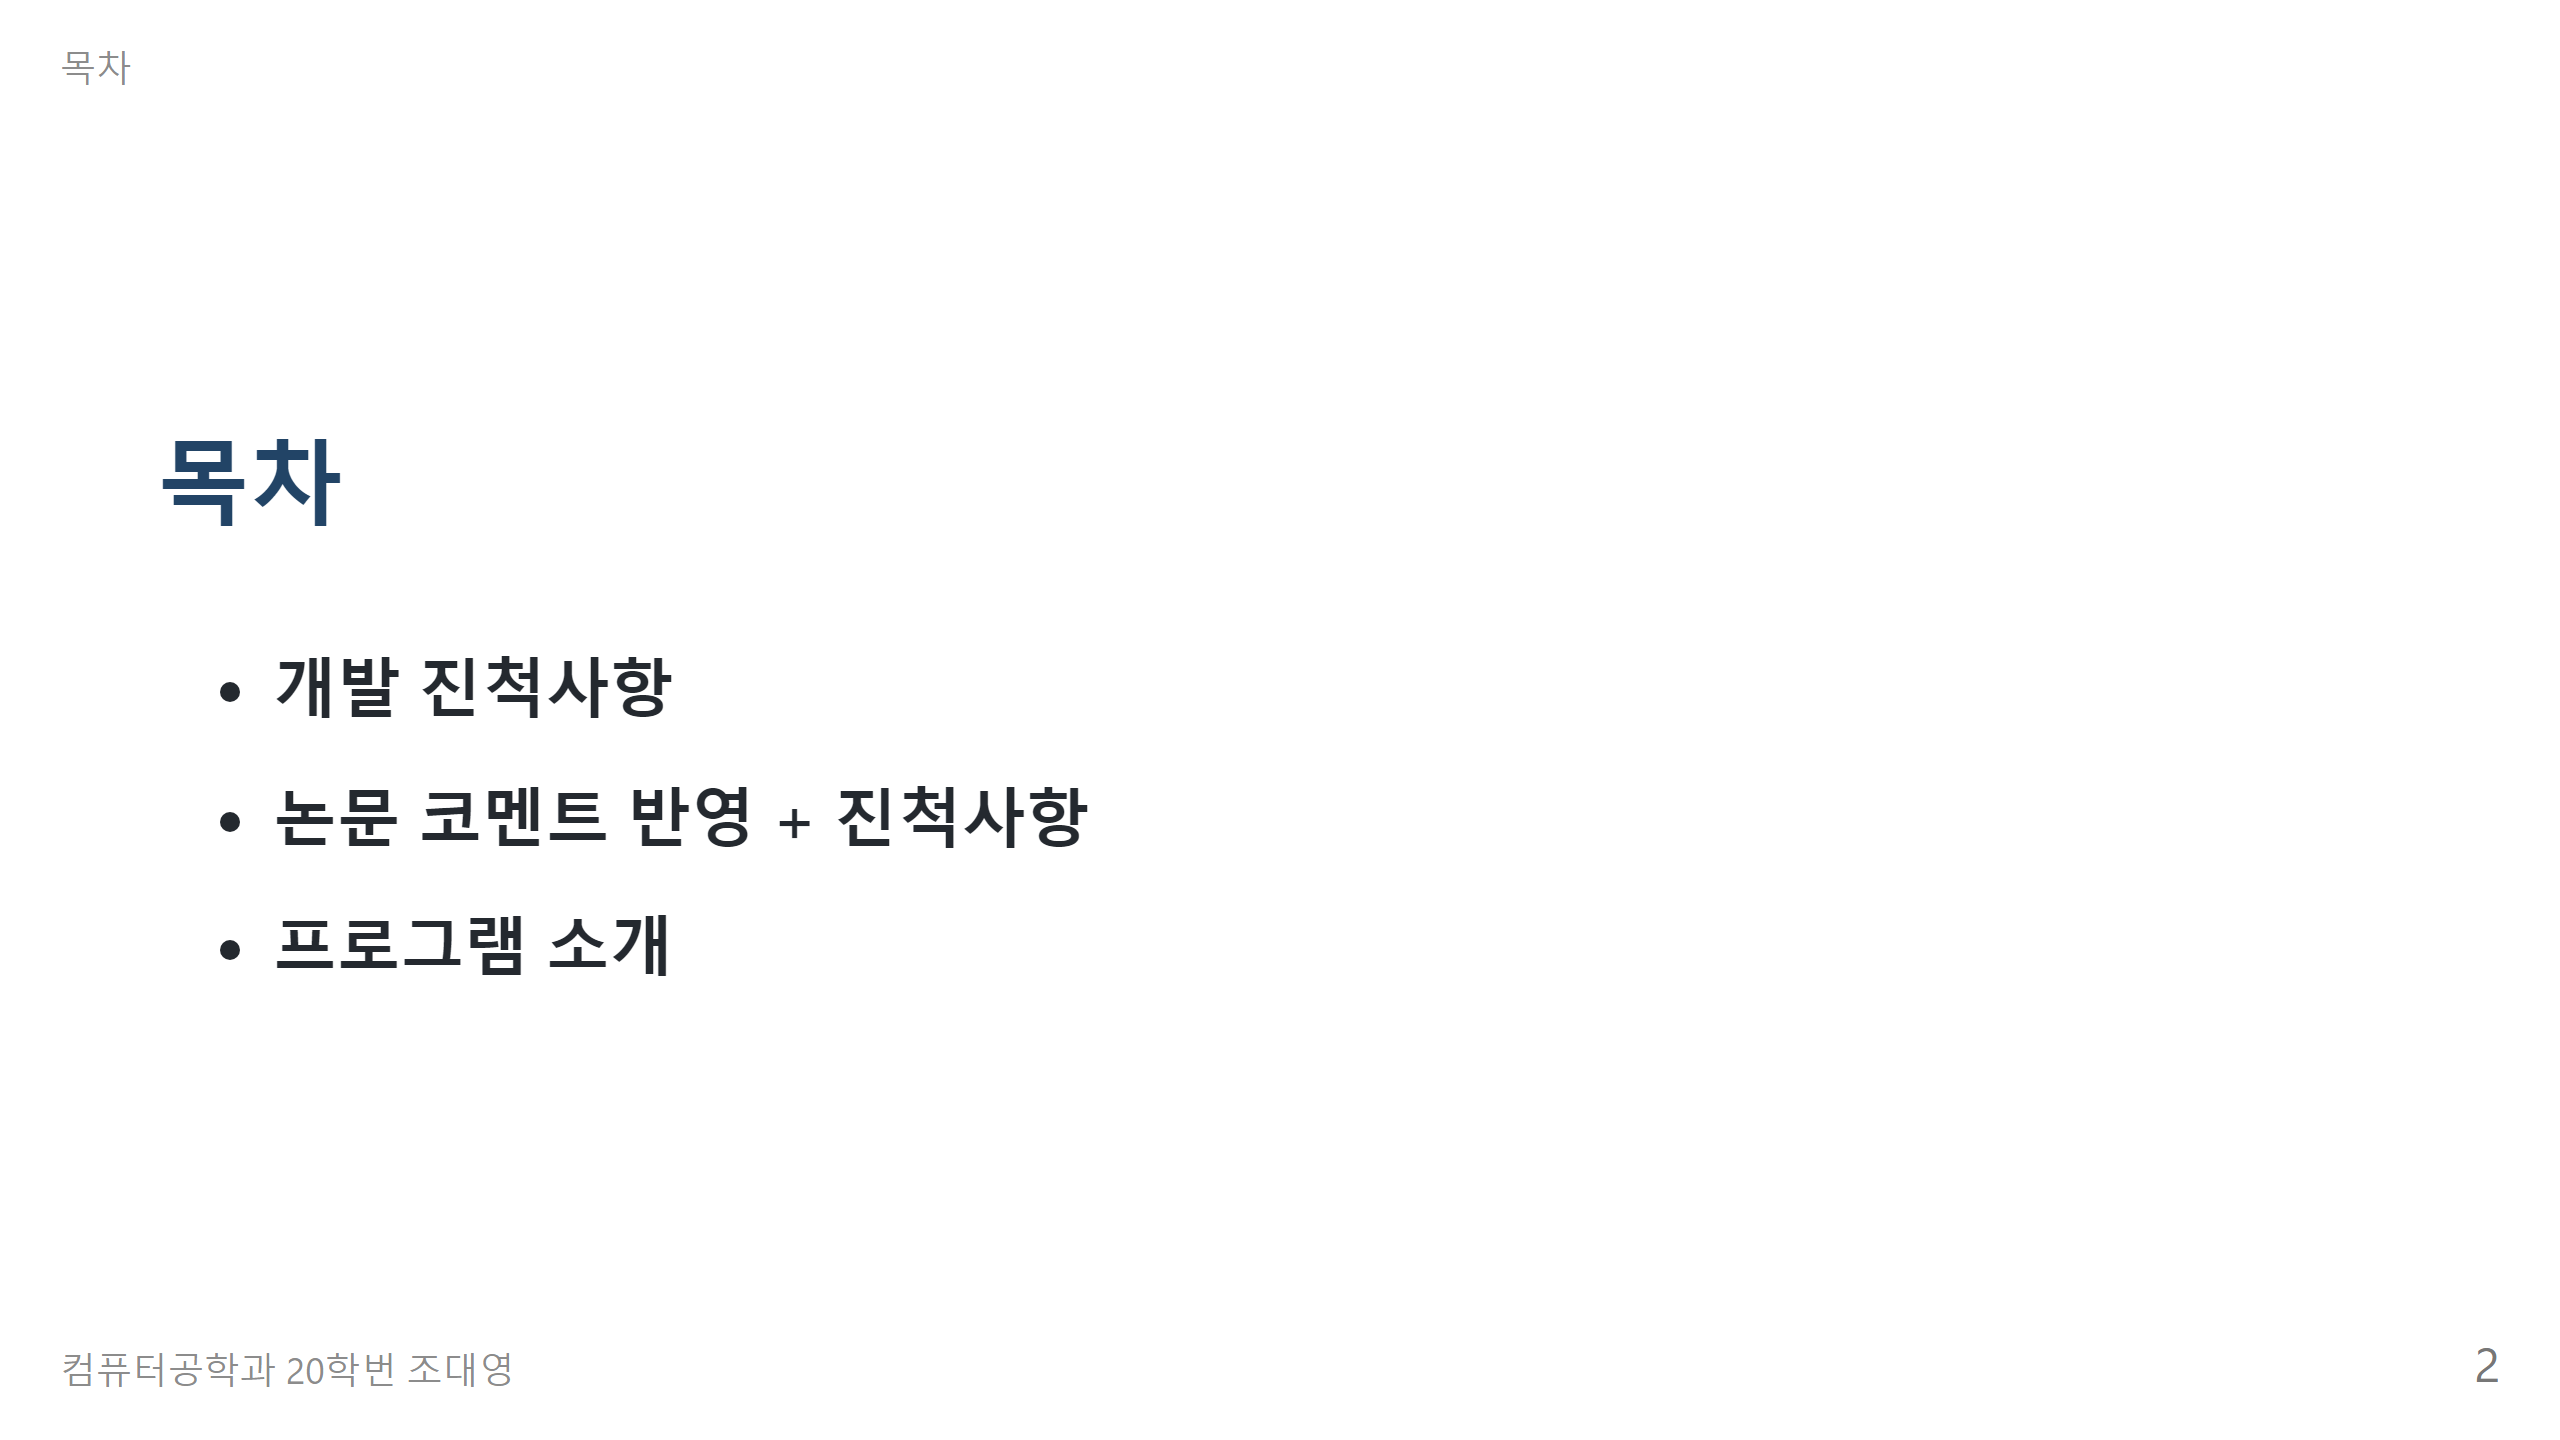 목차
목차
• 개발 진척사항
• 논문 코멘트 반영 + 진척사항
• 프로그램 소개
컴퓨터공학과 20학번 조대영
2